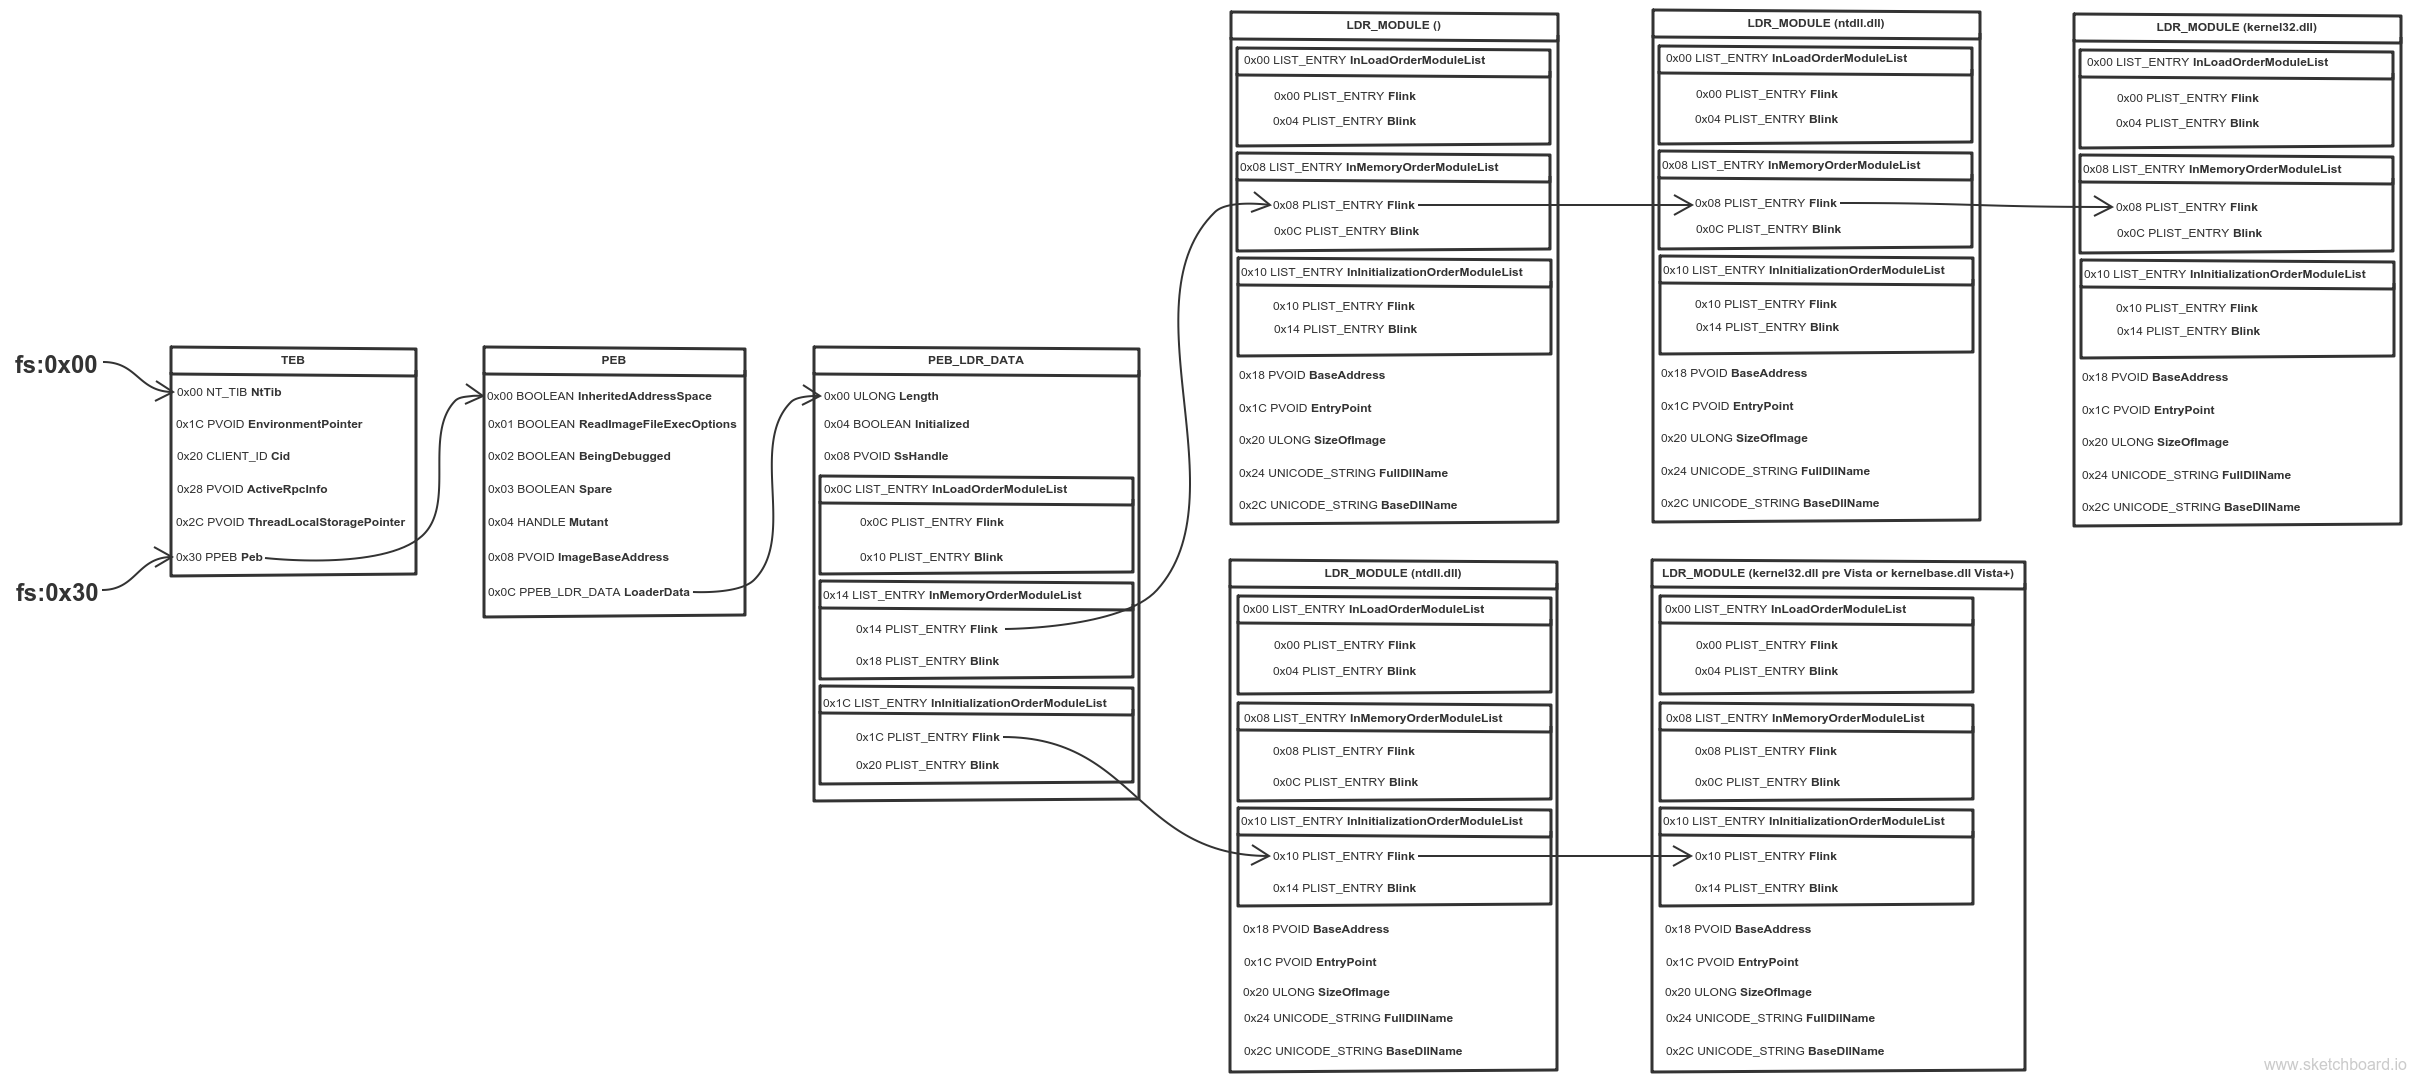 fs:0x00
fs:0x30
TEB
0x00 NT_TIB NtTib
0x1C PVOID EnvironmentPointer
0x20 CLIENT_ID Cid
0x28 PVOID ActiveRpcInfo
0x2C PVOID ThreadLocalStoragePointer
0x30 PPEB Peb
PEB
0x00 BOOLEAN InheritedAddressSpace
0x01 BOOLEAN ReadImageFileExecOptions
0x02 BOOLEAN BeingDebugged
0x03 BOOLEAN Spare
0x04 HANDLE Mutant
0x08 PVOID ImageBaseAddress
0x0C PPEB_LDR_DATA LoaderData
PEB_LDR_DATA
0x00 ULONG Length
0x04 BOOLEAN Initialized
0x08 PVOID SsHandle
0x0C LIST_ENTRY InLoadOrderModuleList
0x0C PLIST_ENTRY Flink
0x10 PLIST_ENTRY Blink
0x14 LIST_ENTRY InMemoryOrderModuleList
0x14 PLIST_ENTRY Flink
0x18 PLIST_ENTRY Blink
0x1C LIST_ENTRY InInitializationOrderModuleList
0x1C PLIST_ENTRY Flink
0x20 PLIST_ENTRY Blink
LDR_MODULE ()
0x00 LIST_ENTRY InLoadOrderModuleList
0x00 PLIST_ENTRY Flink
0x04 PLIST_ENTRY Blink
0x08 LIST_ENTRY InMemoryOrderModuleList
0x08 PLIST_ENTRY Flink
0x0C PLIST_ENTRY Blink
0x10 LIST_ENTRY InInitializationOrderModuleList
0x10 PLIST_ENTRY Flink
0x14 PLIST_ENTRY Blink
0x18 PVOID BaseAddress
0x1C PVOID EntryPoint
0x20 ULONG SizeOfImage
0x24 UNICODE_STRING FullDllName
0x2C UNICODE_STRING BaseDllName
LDR_MODULE (ntdll.dll)
0x00 LIST_ENTRY InLoadOrderModuleList
0x00 PLIST_ENTRY Flink
0x04 PLIST_ENTRY Blink
0x08 LIST_ENTRY InMemoryOrderModuleList
0x08 PLIST_ENTRY Flink
0x0C PLIST_ENTRY Blink
0x10 LIST_ENTRY InInitializationOrderModuleList
0x10 PLIST_ENTRY Flink
0x14 PLIST_ENTRY Blink
0x18 PVOID BaseAddress
0x1C PVOID EntryPoint
0x20 ULONG SizeOfImage
0x24 UNICODE_STRING FullDllName
0x2C UNICODE_STRING BaseDllName
LDR_MODULE (kernel32.dll)
0x00 LIST_ENTRY InLoadOrderModuleList
0x00 PLIST_ENTRY Flink
0x04 PLIST_ENTRY Blink
0x08 LIST_ENTRY InMemoryOrderModuleList
0x08 PLIST_ENTRY Flink
0x0C PLIST_ENTRY Blink
0x10 LIST_ENTRY InInitializationOrderModuleList
0x10 PLIST_ENTRY Flink
0x14 PLIST_ENTRY Blink
0x18 PVOID BaseAddress
0x1C PVOID EntryPoint
0x20 ULONG SizeOfImage
0x24 UNICODE_STRING FullDllName
0x2C UNICODE_STRING BaseDllName
LDR_MODULE (ntdll.dll)
0x00 LIST_ENTRY InLoadOrderModuleList
0x00 PLIST_ENTRY Flink
0x04 PLIST_ENTRY Blink
0x08 LIST_ENTRY InMemoryOrderModuleList
0x08 PLIST_ENTRY Flink
0x0C PLIST_ENTRY Blink
0x10 LIST_ENTRY InInitializationOrderModuleList
0x10 PLIST_ENTRY Flink
0x14 PLIST_ENTRY Blink
0x18 PVOID BaseAddress
0x1C PVOID EntryPoint
0x20 ULONG SizeOfImage
0x24 UNICODE_STRING FullDllName
0x2C UNICODE_STRING BaseDllName
LDR_MODULE (kernel32.dll pre Vista or kernelbase.dll Vista+)
0x00 LIST_ENTRY InLoadOrderModuleList
0x00 PLIST_ENTRY Flink
0x04 PLIST_ENTRY Blink
0x08 LIST_ENTRY InMemoryOrderModuleList
0x08 PLIST_ENTRY Flink
0x0C PLIST_ENTRY Blink
0x10 LIST_ENTRY InInitializationOrderModuleList
0x10 PLIST_ENTRY Flink
0x14 PLIST_ENTRY Blink
0x18 PVOID BaseAddress
0x1C PVOID EntryPoint
0x20 ULONG SizeOfImage
0x24 UNICODE_STRING FullDllName
0x2C UNICODE_STRING BaseDllName
www.sketchboard.io